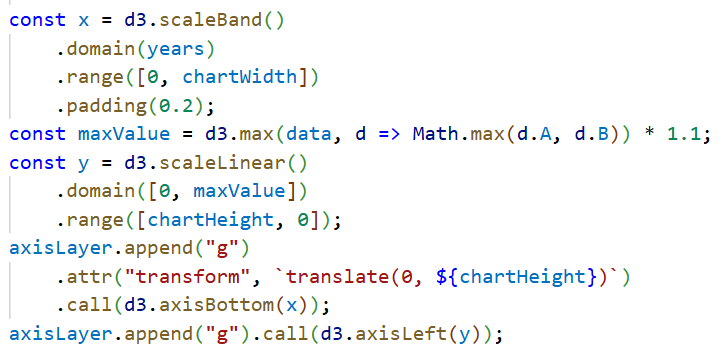 const x = d3.scaleBand()
    .domain(years)
    .range([0, chartWidth])
    .padding(0.2);
const maxValue = d3.max(data, d => Math.max(d.A, d.B)) * 1.1;
const y = d3.scaleLinear()
    .domain([0, maxValue])
    .range([chartHeight, 0]);
axisLayer.append("g")
    .attr("transform", `translate(0, ${chartHeight})`)
    .call(d3.axisBottom(x));
axisLayer.append("g").call(d3.axisLeft(y));